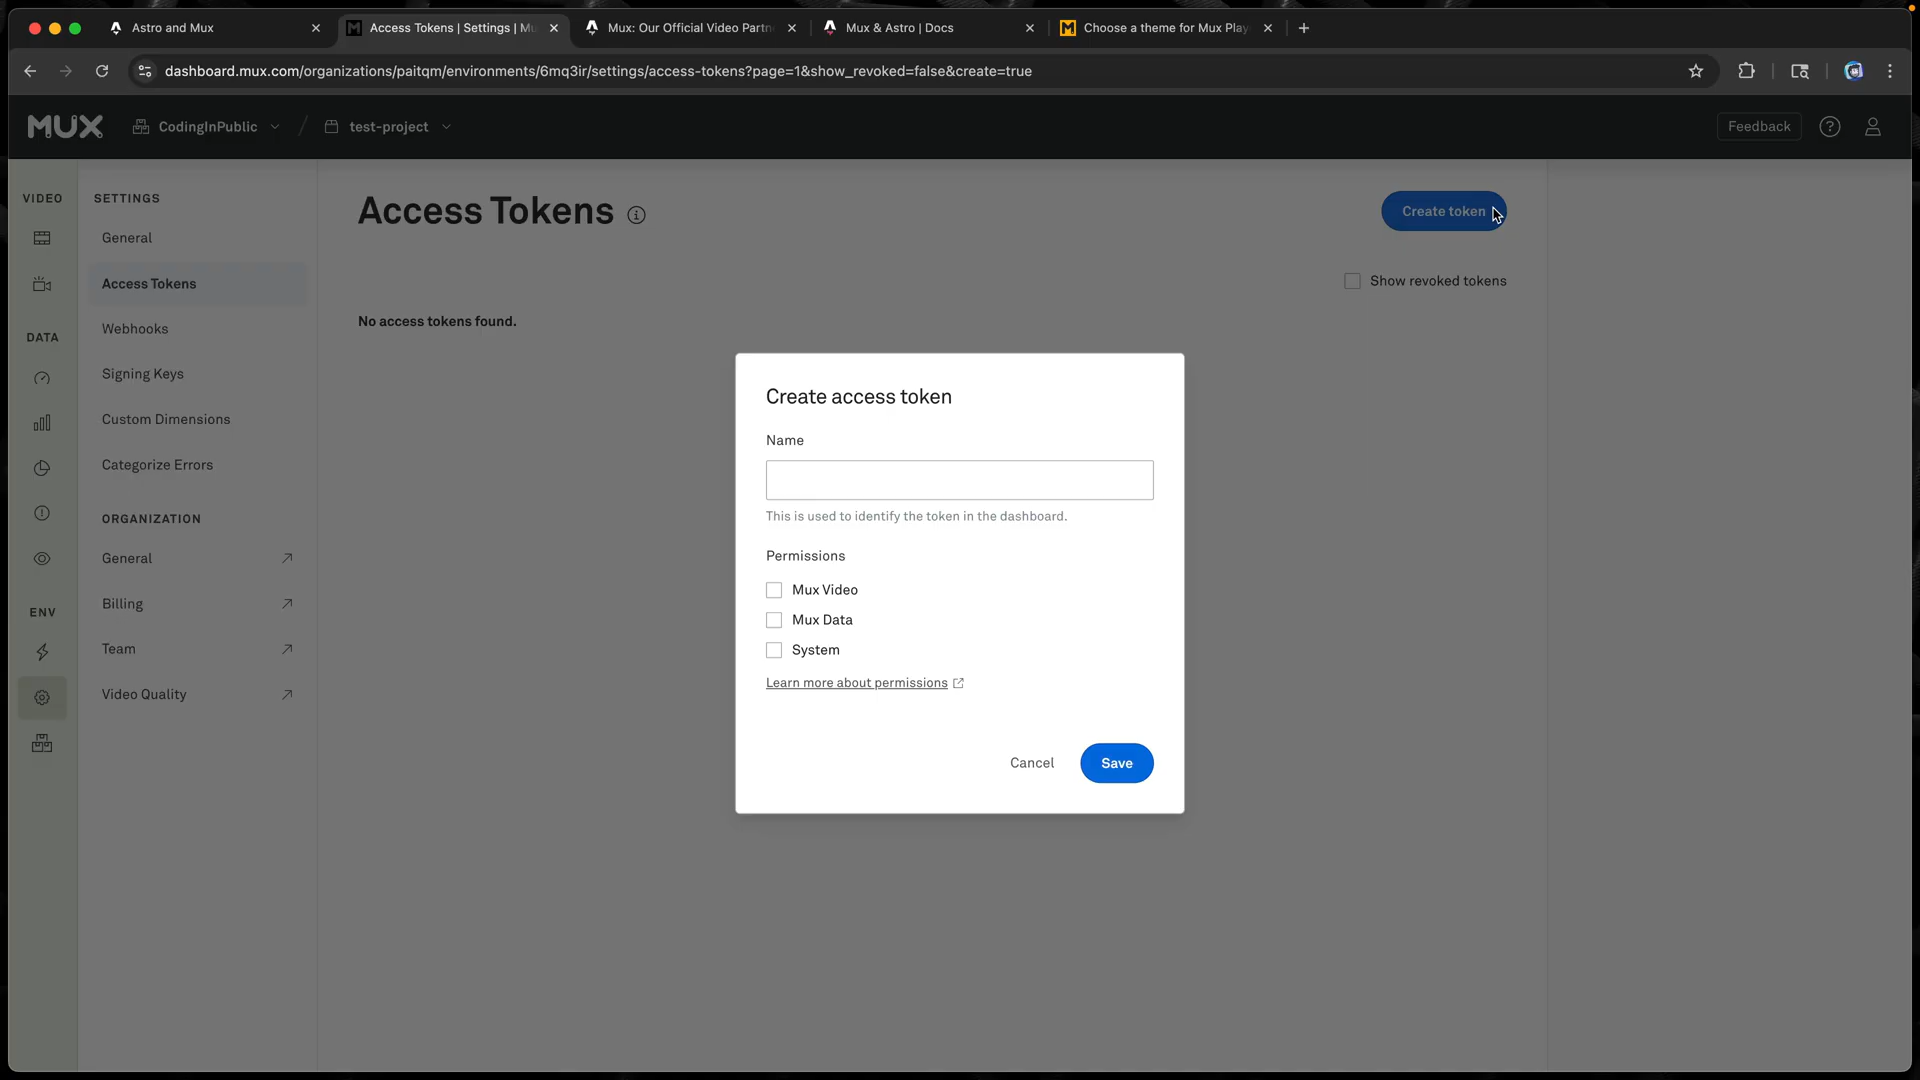 Astro and Mux
Access Tokens | Settings | Mu
Mux: Our Official Video Partn
Mux & Astro | Docs
Choose a theme for Mux Play
dashboard.mux.com/organizations/paitqm/environments/6mq3ir/settings/access-tokens?page=1&show_revoked=false&create=true
MUX
CodingInPublic
/
test-project
Feedback
VIDEO
DATA
ENV
SETTINGS
General
Access Tokens
Webhooks
Signing Keys
Custom Dimensions
Categorize Errors
ORGANIZATION
General
Billing
Team
Video Quality
Access Tokens
Create token
Show revoked tokens
No access tokens found.
Create access token
Name
This is used to identify the token in the dashboard.
Permissions
Mux Video
Mux Data
System
Learn more about permissions
Cancel
Save